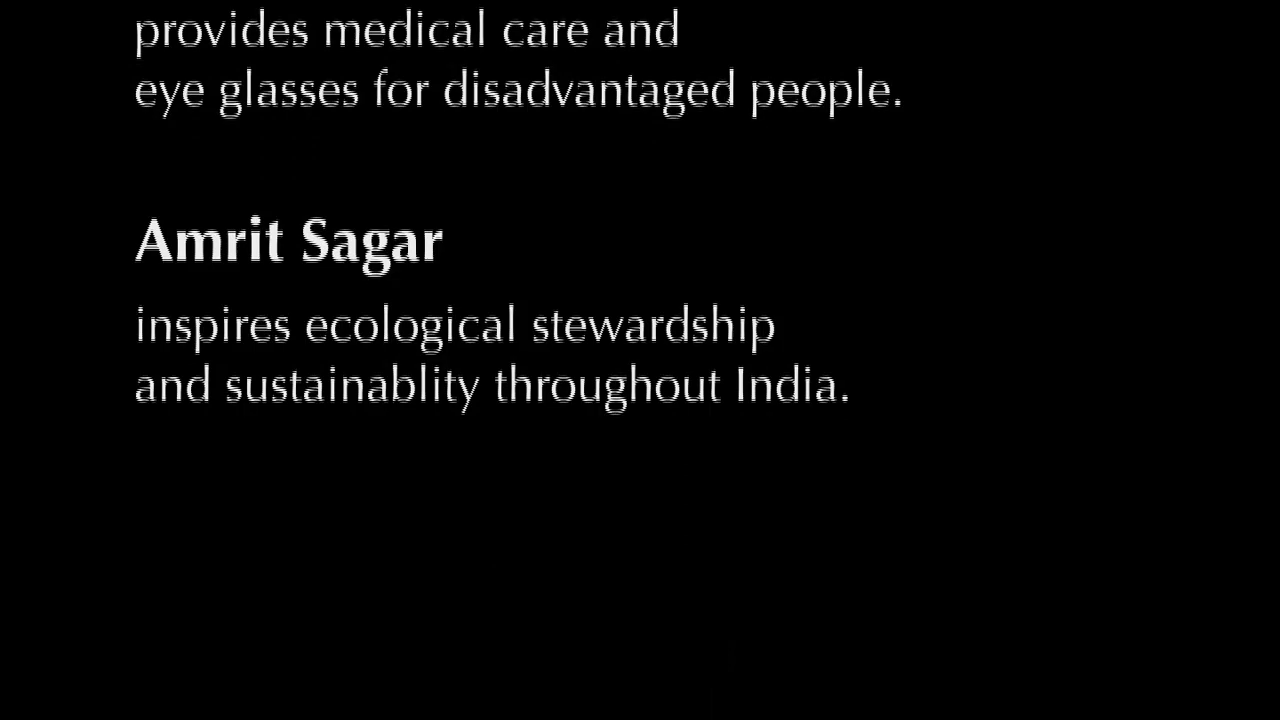 provides medical care and
eye glasses for disadvantaged people.
Amrit Sagar
inspires ecological stewardship
and sustainablity throughout India.